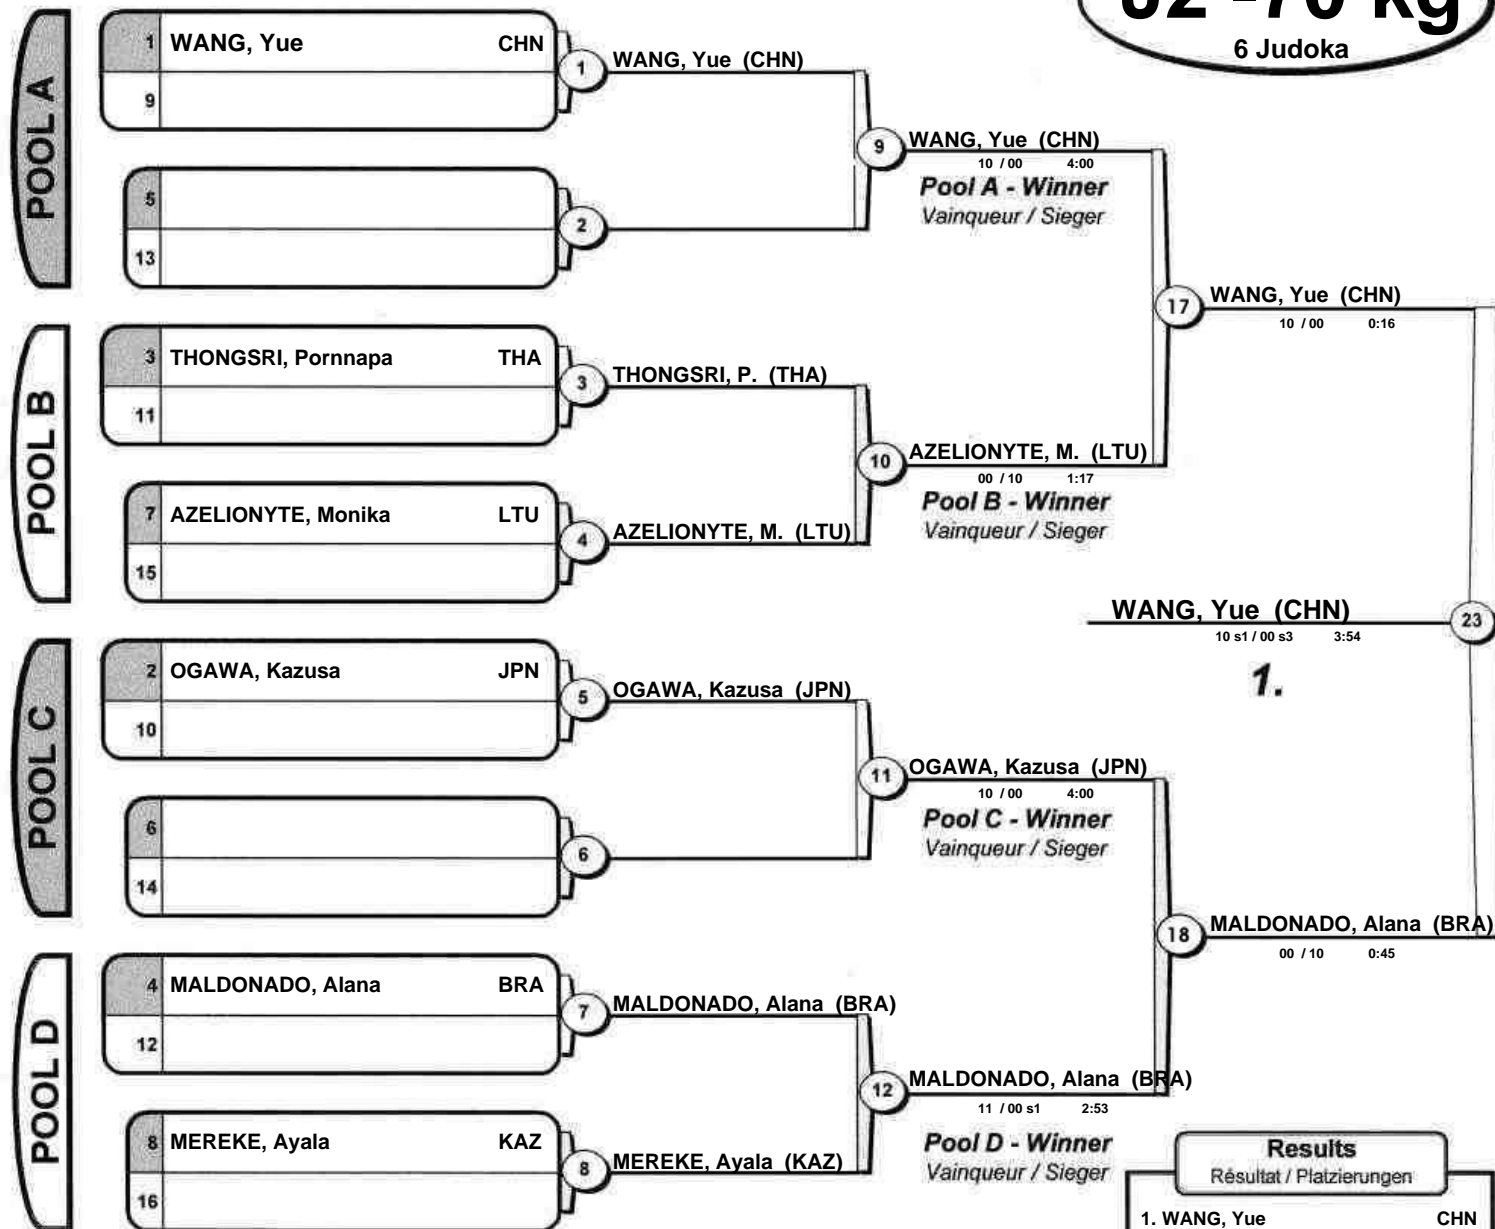 J2 -70 kg
6 Judoka
POOL A
1 WANG, Yue CHN
9
5
13
1 WANG, Yue (CHN)
2
9 WANG, Yue (CHN)
10 / 00 4:00
Pool A - Winner
Vainqueur / Sieger
17 WANG, Yue (CHN)
10 / 00 0:16
POOL B
3 THONGSRI, Pornnapa THA
11
7 AZELIONYTE, Monika LTU
15
3 THONGSRI, P. (THA)
4 AZELIONYTE, M. (LTU)
10 AZELIONYTE, M. (LTU)
00 / 10 1:17
Pool B - Winner
Vainqueur / Sieger
WANG, Yue (CHN) 23
10 s1 / 00 s3 3:54
1.
POOL C
2 OGAWA, Kazusa JPN
10
6
14
5 OGAWA, Kazusa (JPN)
6
11 OGAWA, Kazusa (JPN)
10 / 00 4:00
Pool C - Winner
Vainqueur / Sieger
18 MALDONADO, Alana (BRA)
00 / 10 0:45
POOL D
4 MALDONADO, Alana BRA
12
8 MEREKE, Ayala KAZ
16
7 MALDONADO, Alana (BRA)
8 MEREKE, Ayala (KAZ)
12 MALDONADO, Alana (BRA)
11 / 00 s1 2:53
Pool D - Winner
Vainqueur / Sieger
Results
Résultat / Platzierungen
1. WANG, Yue CHN